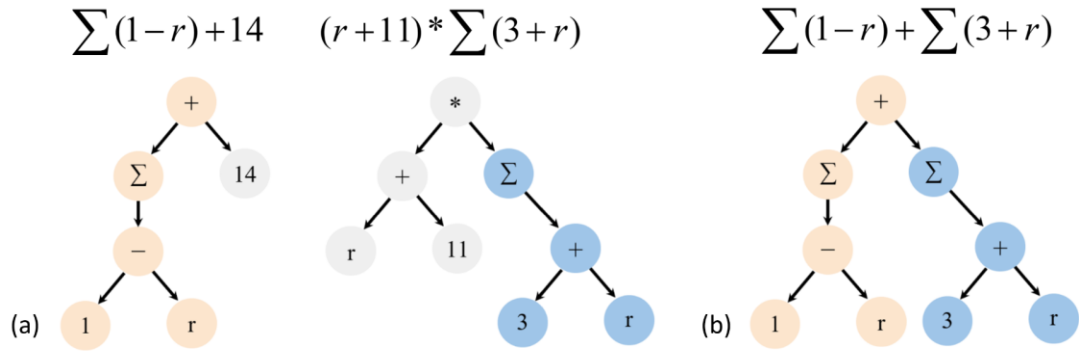 ∑(1−r)+14 (r+11)*∑(3+r) ∑(1−r)+∑(3+r)
+ * +
∑ 14 + ∑ ∑ ∑
− r 11 + − +
(a) 1 r 3 r (b) 1 r 3 r